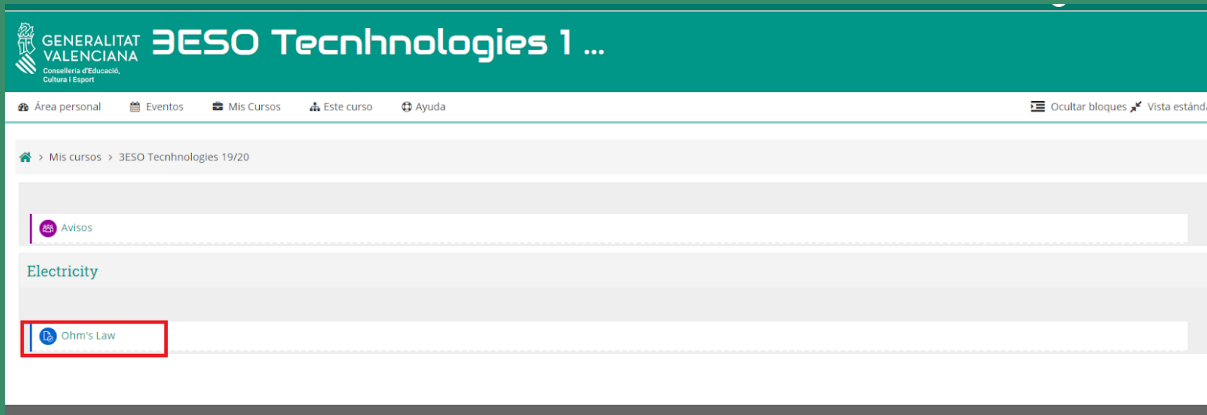 GENERALITAT
VALENCIANA
Conselleria d'Educació,
Cultura i Esport
3ESO Tecnhnologies 1 ...
Área personal Eventos Mis Cursos Este curso Ayuda Ocultar bloques Vista estánda
> Mis cursos > 3ESO Tecnhnologies 19/20
Avisos
Electricity
Ohm's Law